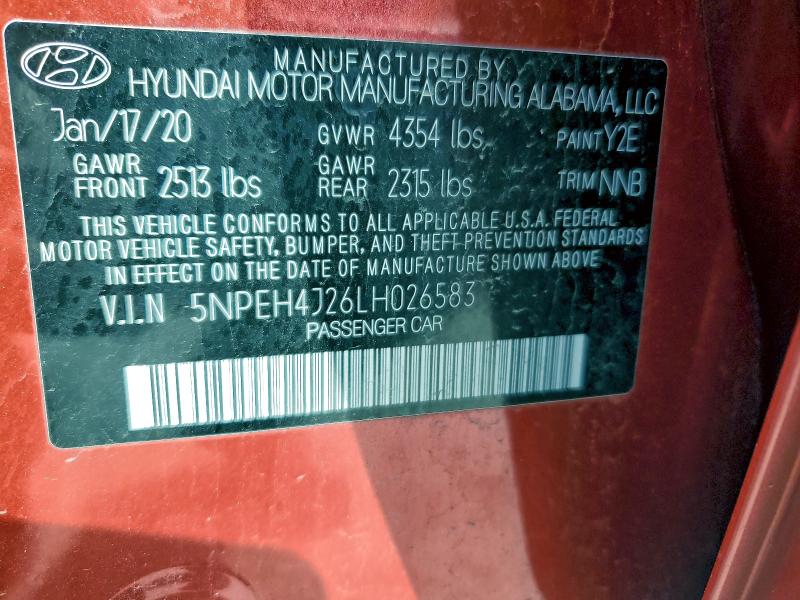 MANUFACTURED BY
HYUNDAI MOTOR MANUFACTURING ALABAMA, LLC
Jan/17/20 GVWR 4354 lbs PAINT Y2E
GAWR FRONT 2513 lbs GAWR REAR 2315 lbs TRIM NNB
THIS VEHICLE CONFORMS TO ALL APPLICABLE U.S.A. FEDERAL
MOTOR VEHICLE SAFETY, BUMPER, AND THEFT PREVENTION STANDARDS
IN EFFECT ON THE DATE OF MANUFACTURE SHOWN ABOVE
V.I.N 5NPEH4J26LH026583
PASSENGER CAR